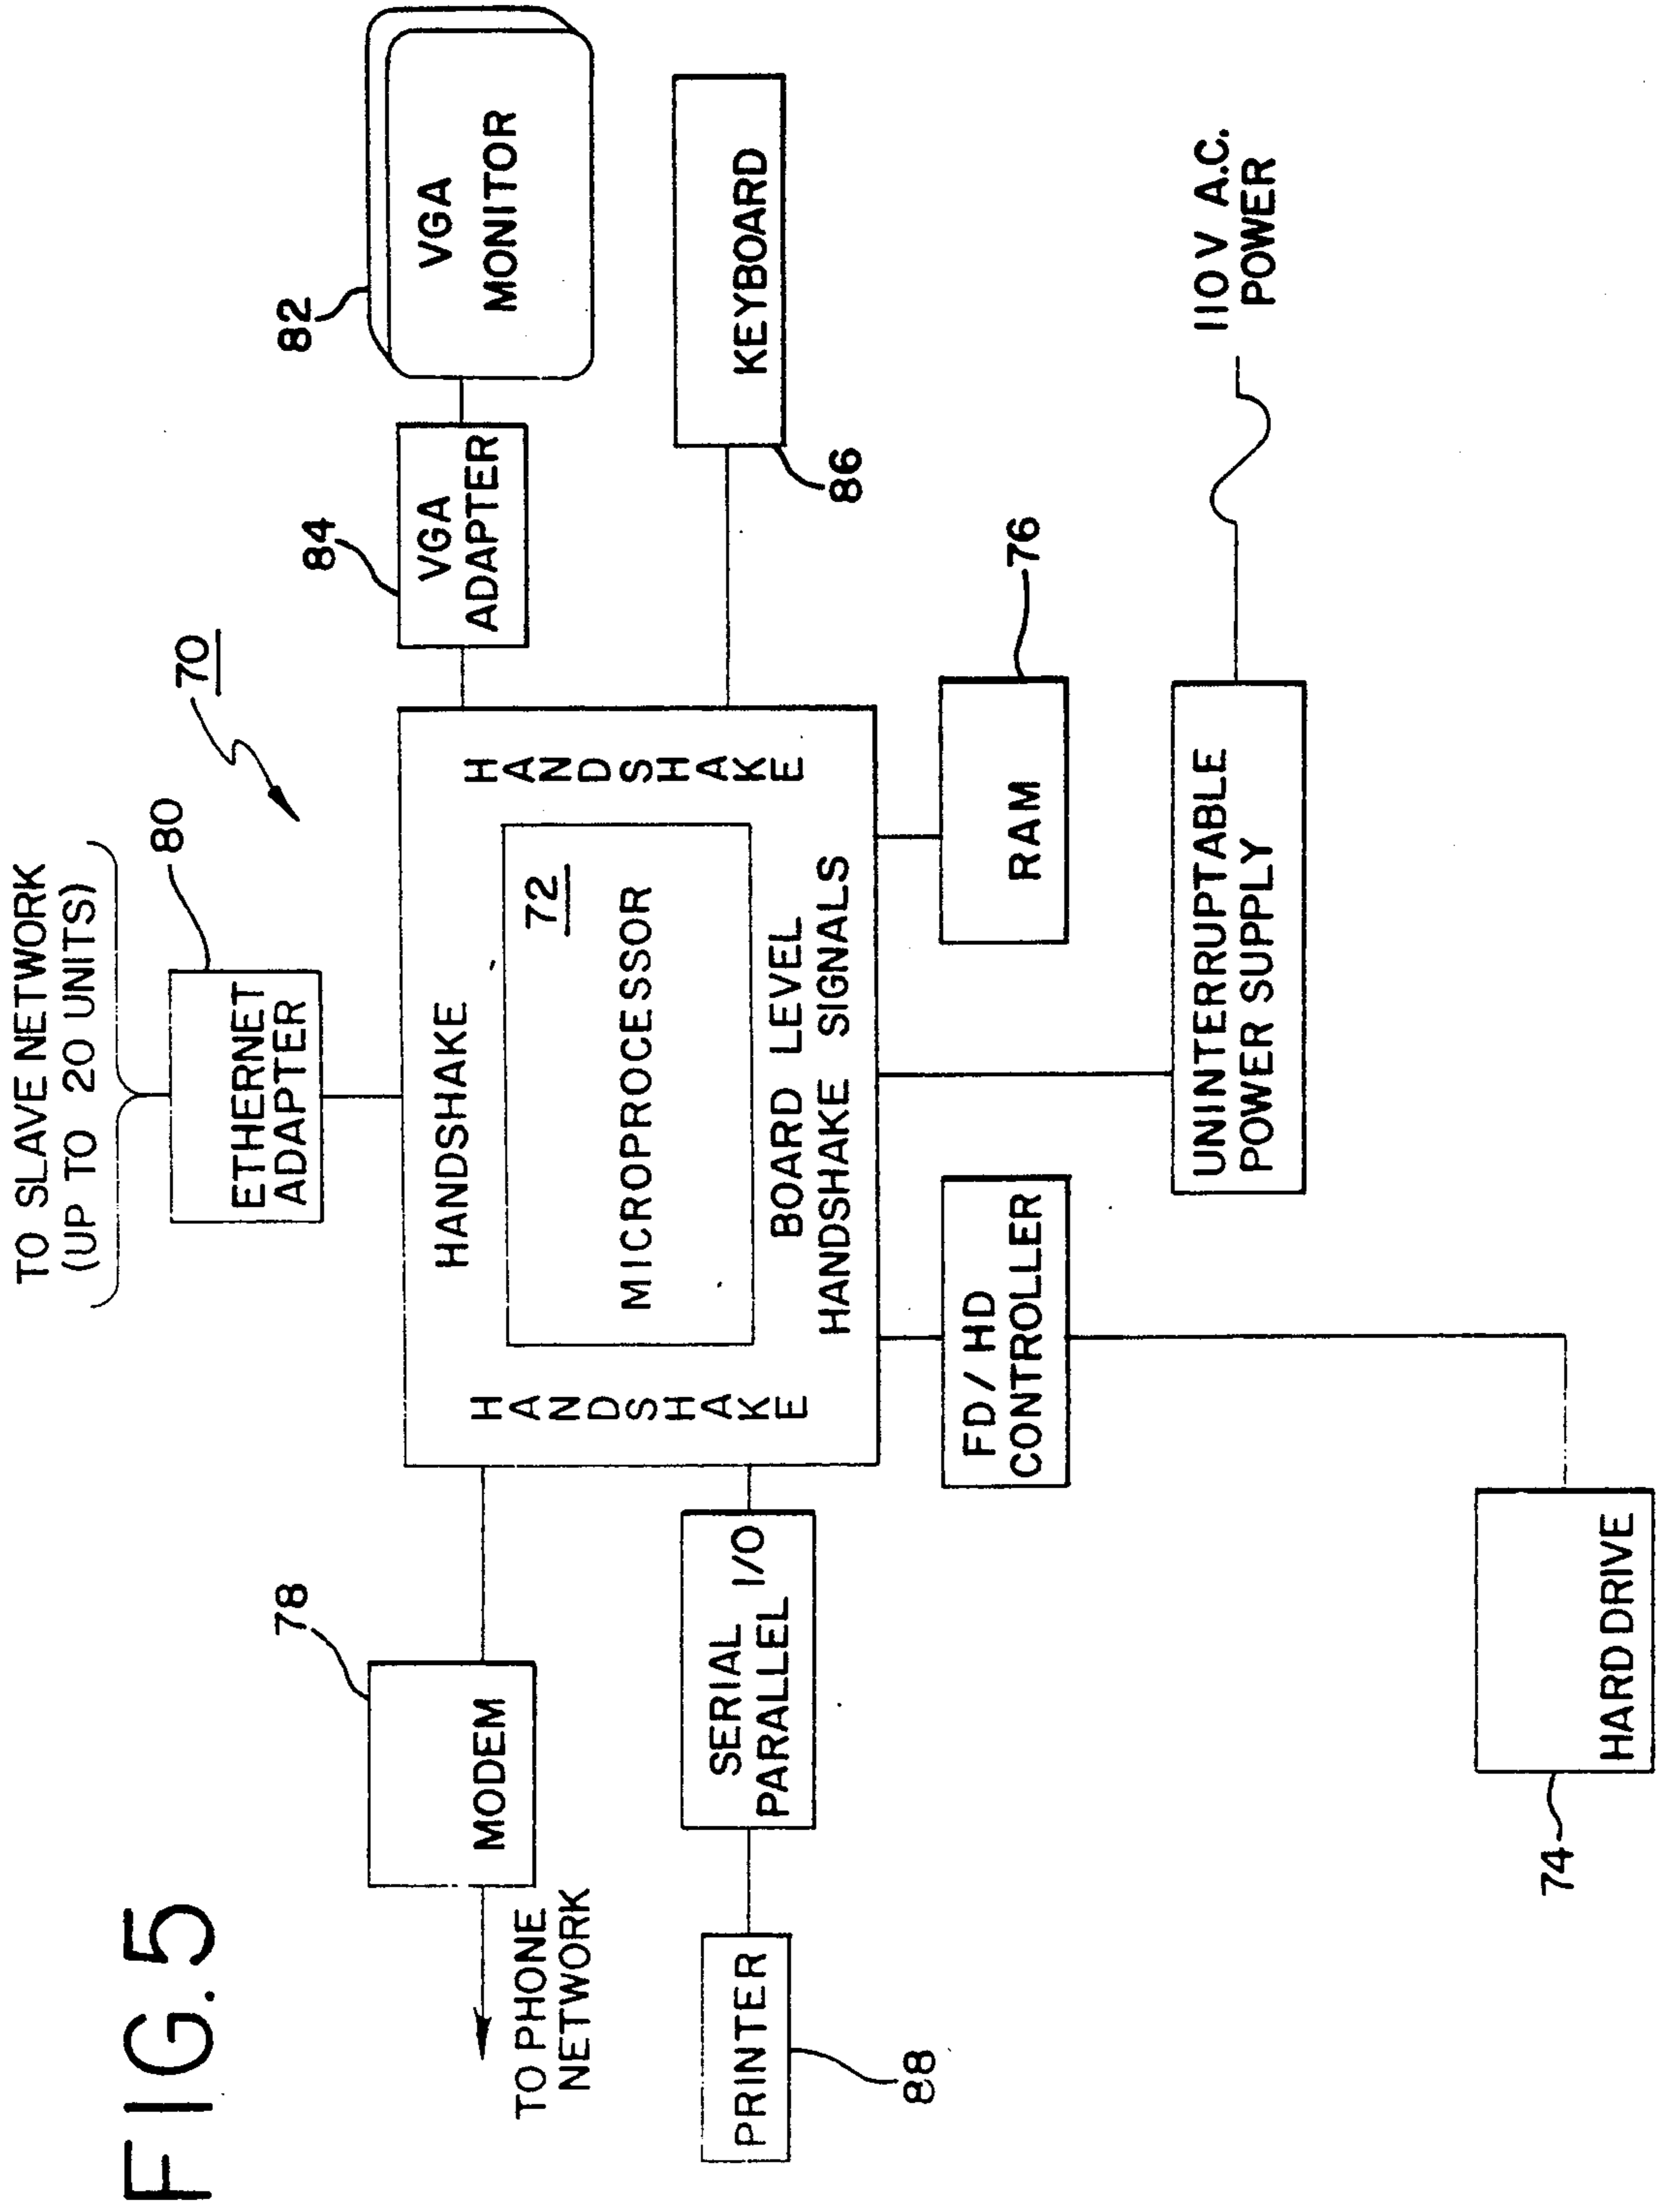 FIG. 5
TO SLAVE NETWORK
(UP TO 20 UNITS)
80
70
ETHERNET
ADAPTER
78
MODEM
TO PHONE
NETWORK
HANDSHAKE
HANDSHAKE
72
MICROPROCESSOR
BOARD LEVEL
HANDSHAKE SIGNALS
HANDSHAKE
84
VGA
ADAPTER
82
VGA
MONITOR
KEYBOARD
86
SERIAL
PARALLEL I/O
PRINTER
88
FD/HD
CONTROLLER
RAM
76
UNINTERRUPTABLE
POWER SUPPLY
110V A.C.
POWER
HARD DRIVE
74